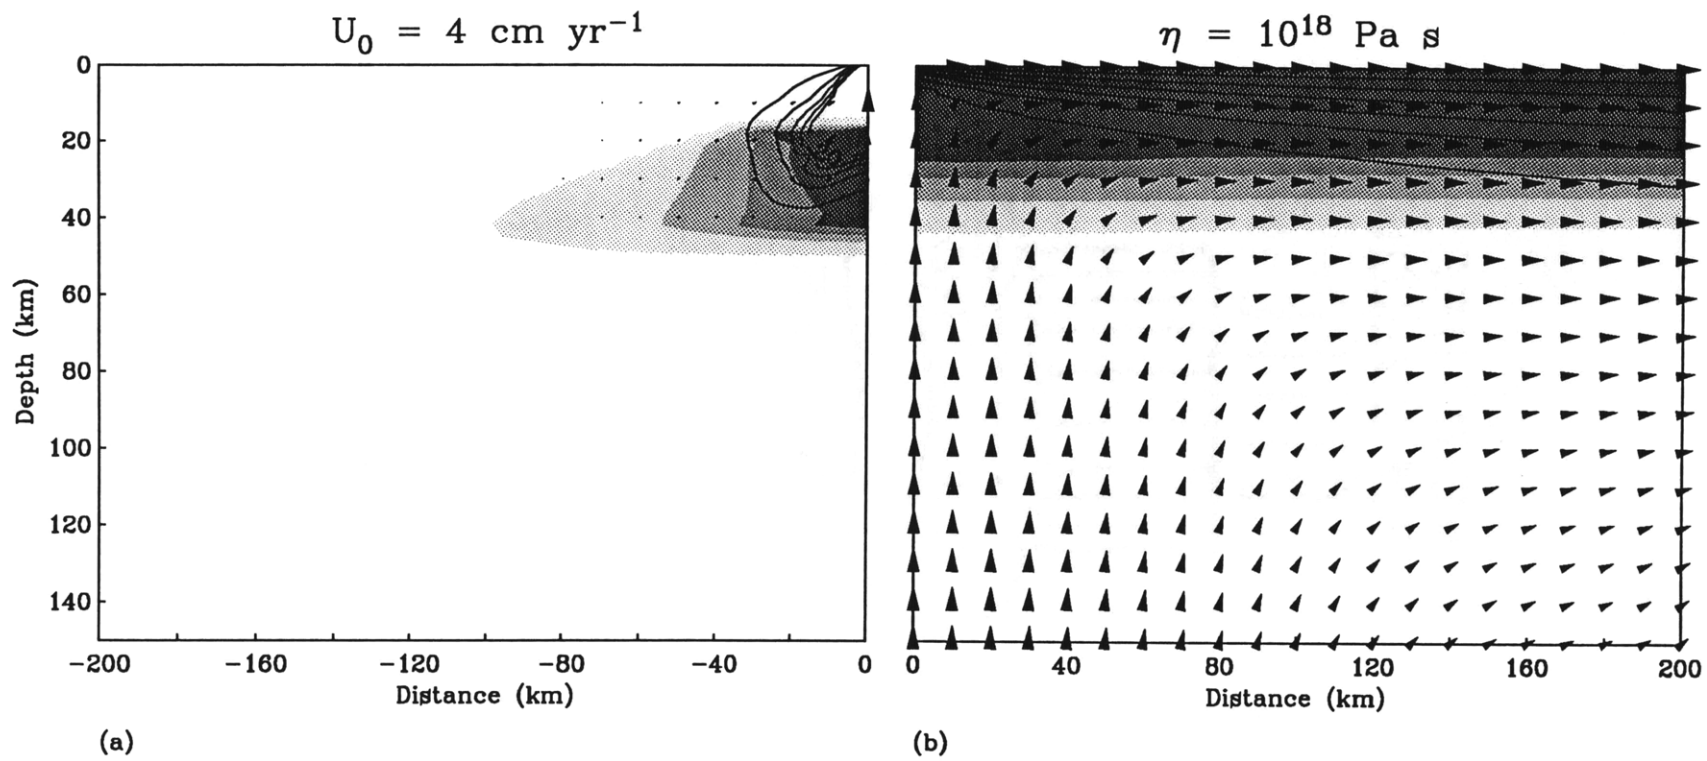 U₀ = 4 cm yr⁻¹
η = 10¹⁸ Pa s
Depth (km)
0
20
40
60
80
100
120
140
-200 -160 -120 -80 -40 0
0 40 80 120 160 200
Distance (km)
Distance (km)
(a)
(b)